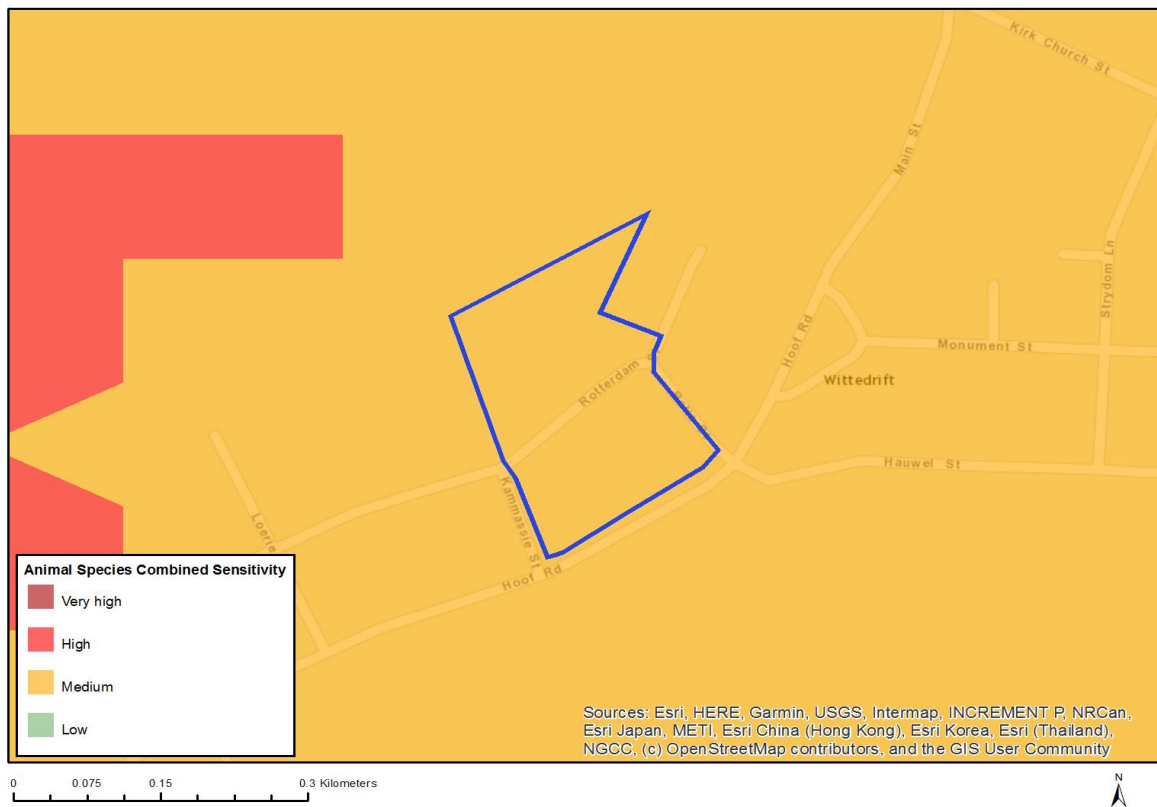 Kirk Church St
Main St
Strydom Ln
Hoof Rd
Monument St
Wittedrift
Rotterdam St
Hauwel St
Kammassie St
Loerie
Hoof Rd
Animal Species Combined Sensitivity
Very high
High
Medium
Low
Sources: Esri, HERE, Garmin, USGS, Intermap, INCREMENT P, NRCan,
Esri Japan, METI, Esri China (Hong Kong), Esri Korea, Esri (Thailand),
NGCC, (c) OpenStreetMap contributors, and the GIS User Community
0 0.075 0.15 0.3 Kilometers
N